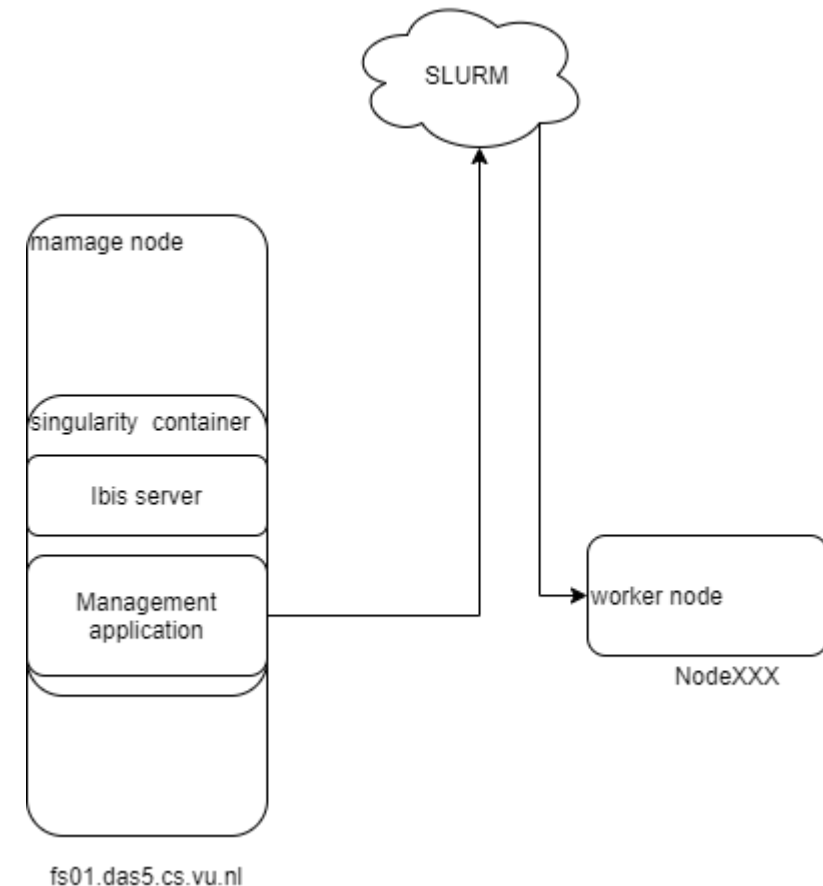 SLURM
mamage node
singularity  container
Ibis server
Management
application
worker node
NodeXXX
fs01.das5.cs.vu.nl